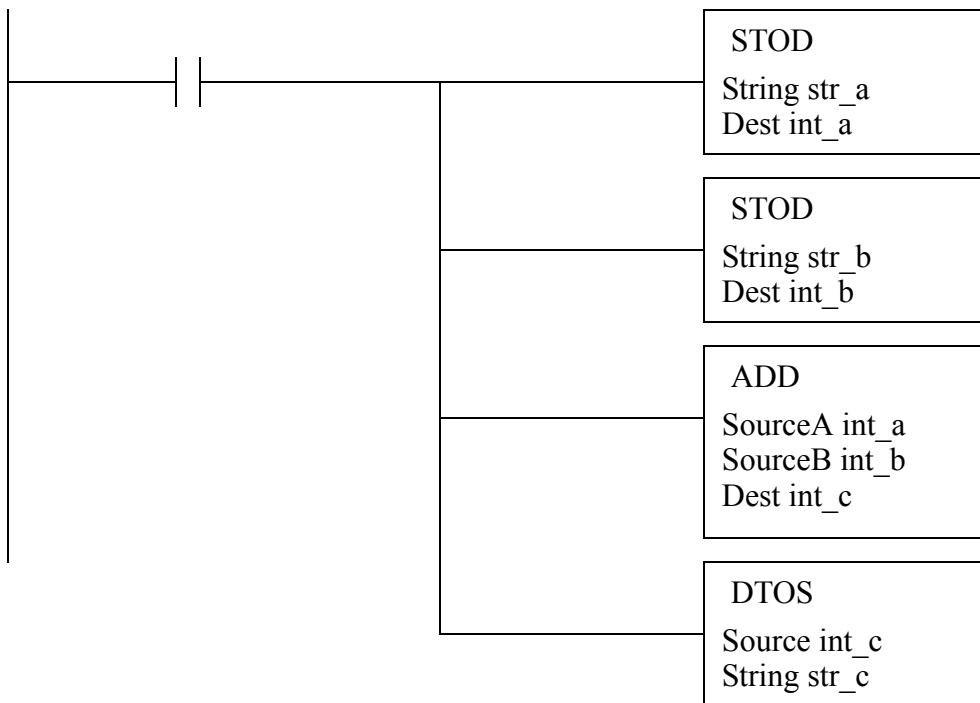 STOD
String str_a
Dest int_a
STOD
String str_b
Dest int_b
ADD
SourceA int_a
SourceB int_b
Dest int_c
DTOS
Source int_c
String str_c